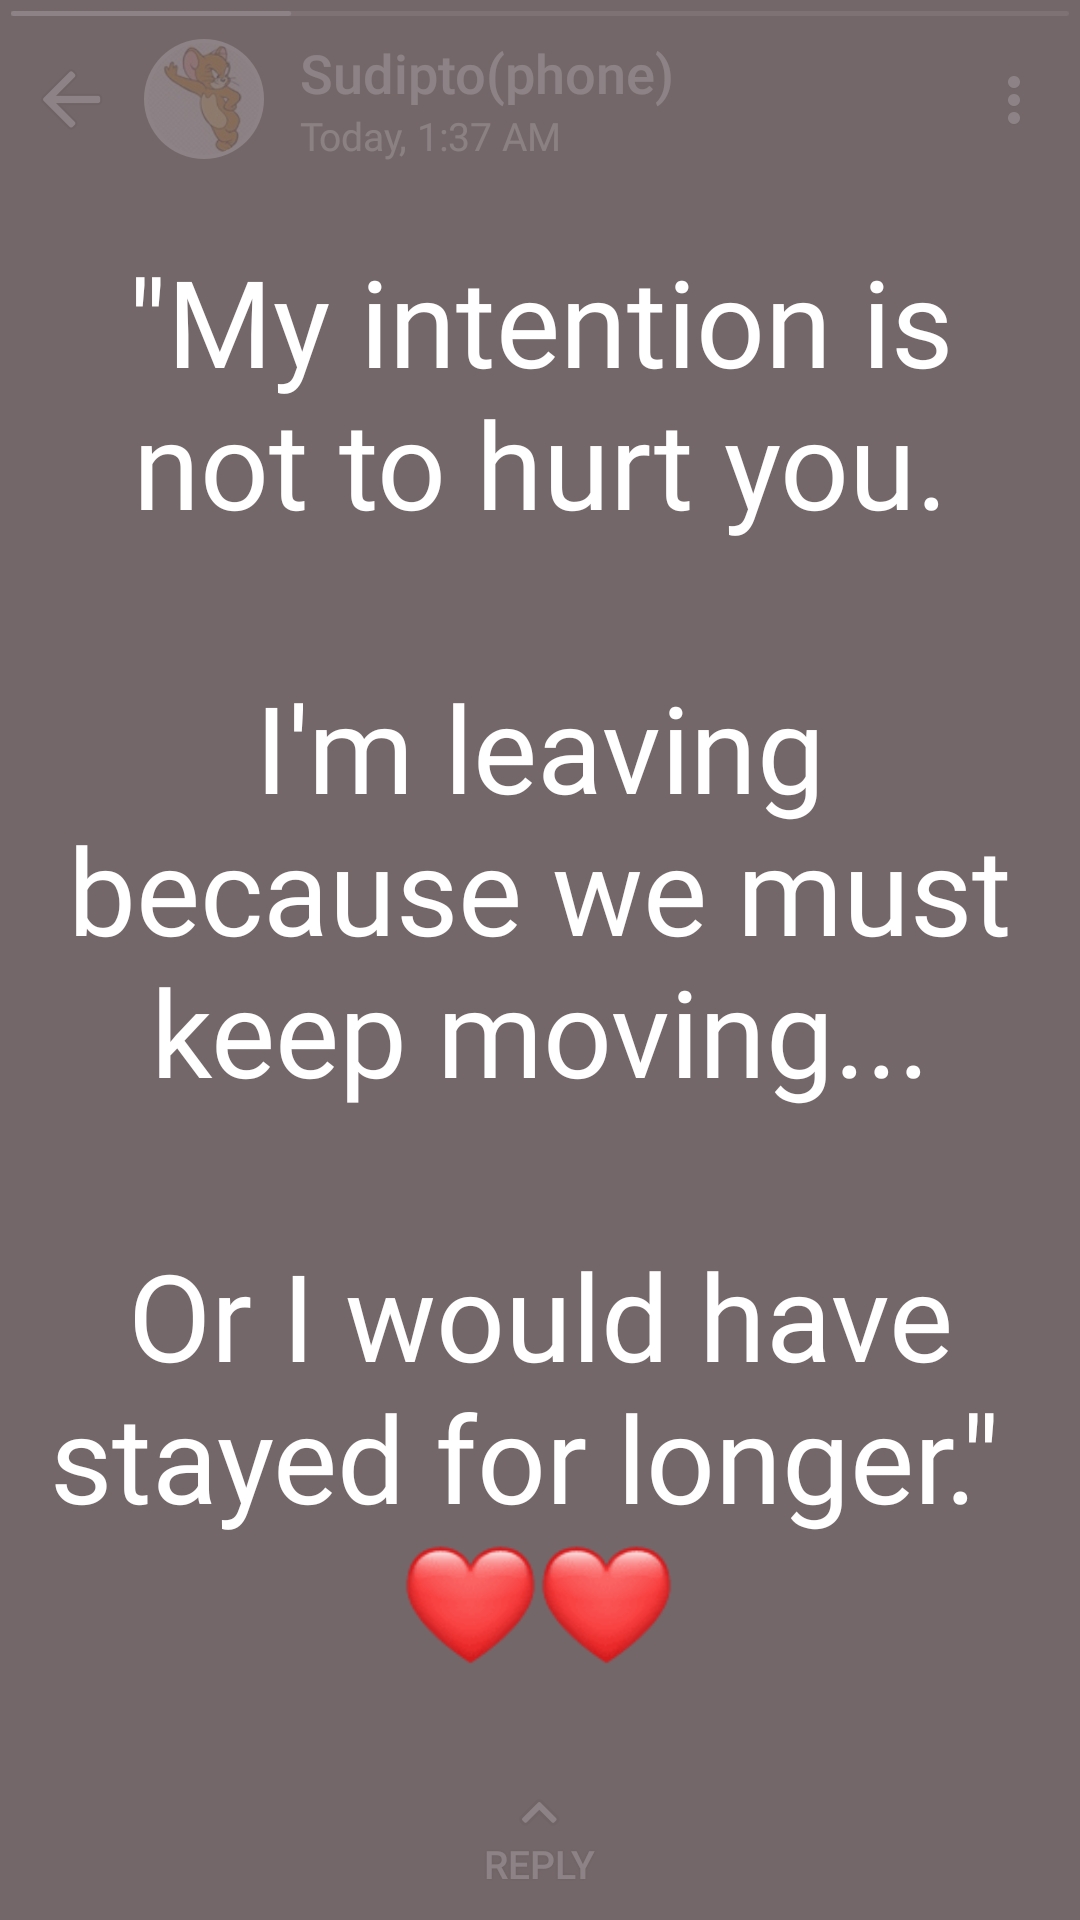 Sudipto(phone)
Today, 1:37 AM
"My intention is
not to hurt you.
I'm leaving
because we must
keep moving...
Or I would have
stayed for longer."
❤️❤️
REPLY